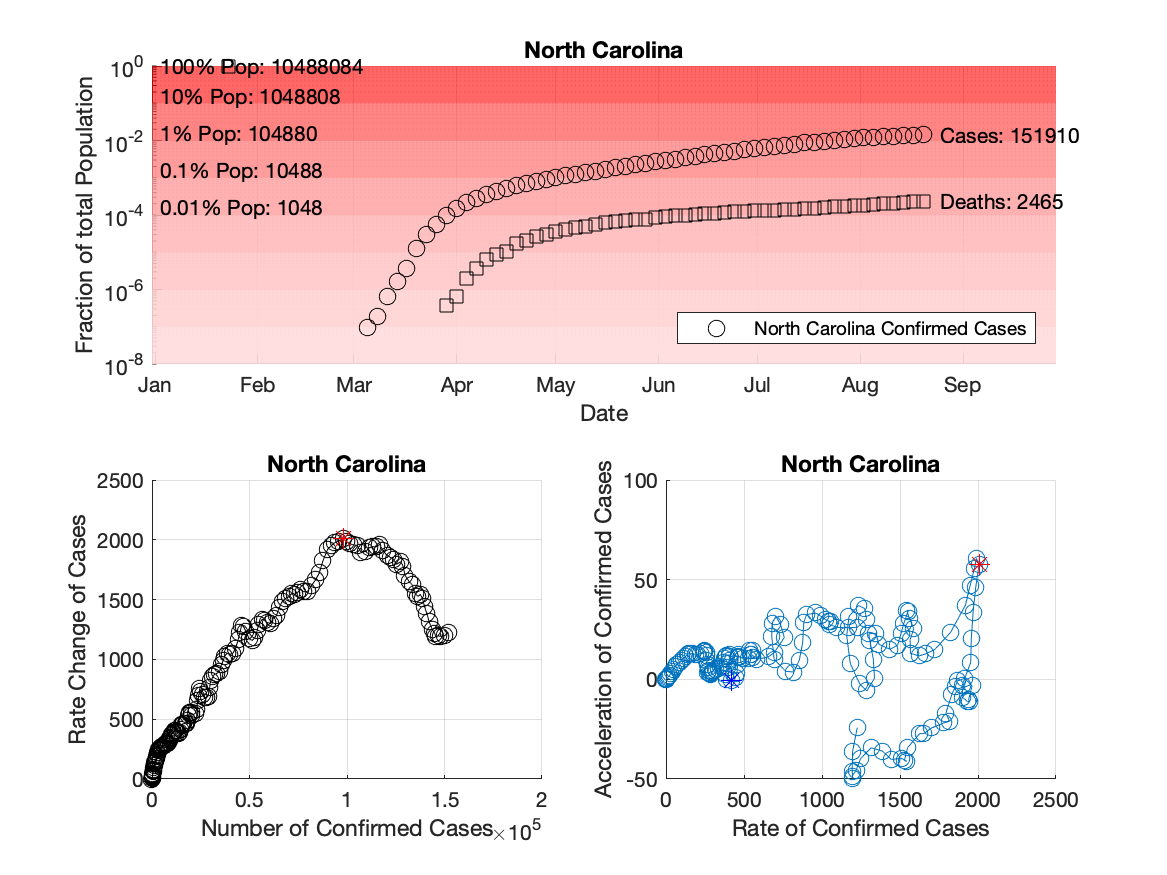 North Carolina
Fraction of total Population
10^0
10^-2
10^-4
10^-6
10^-8
100% Pop: 10488084
10% Pop: 1048808
1% Pop: 104880
0.1% Pop: 10488
0.01% Pop: 1048
Cases: 151910
Deaths: 2465
North Carolina Confirmed Cases
Jan Feb Mar Apr May Jun Jul Aug Sep
Date
North Carolina
Rate Change of Cases
2500
2000
1500
1000
500
0
0 0.5 1 1.5 2
Number of Confirmed Cases ×10^5
North Carolina
Acceleration of Confirmed Cases
100
50
0
-50
0 500 1000 1500 2000 2500
Rate of Confirmed Cases